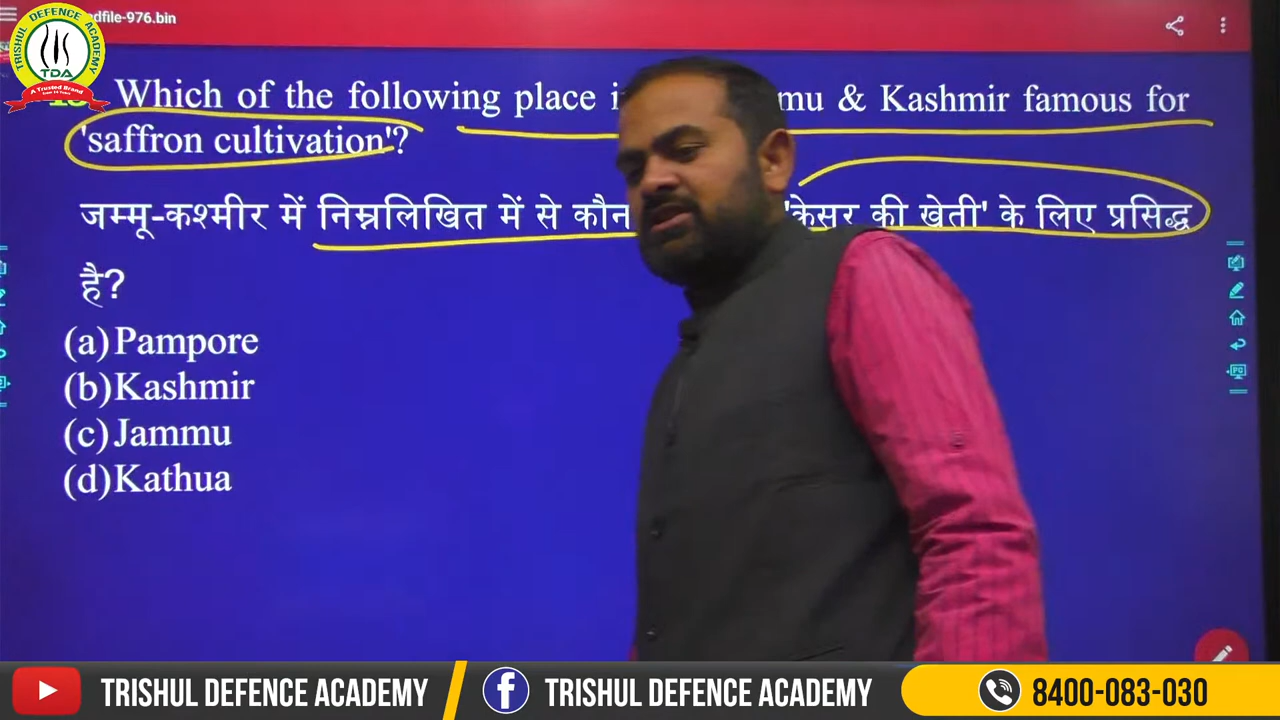 edfile-976.bin
TRISHUL DEFENCE ACADEMY
TDA
A Trusted Brand
Which of the following place mu & Kashmir famous for
'saffron cultivation'?
जम्मू-कश्मीर में निम्नलिखित में से कौन 'केसर की खेती' के लिए प्रसिद्ध
है?
(a) Pampore
(b) Kashmir
(c) Jammu
(d) Kathua
TRISHUL DEFENCE ACADEMY
TRISHUL DEFENCE ACADEMY
8400-083-030